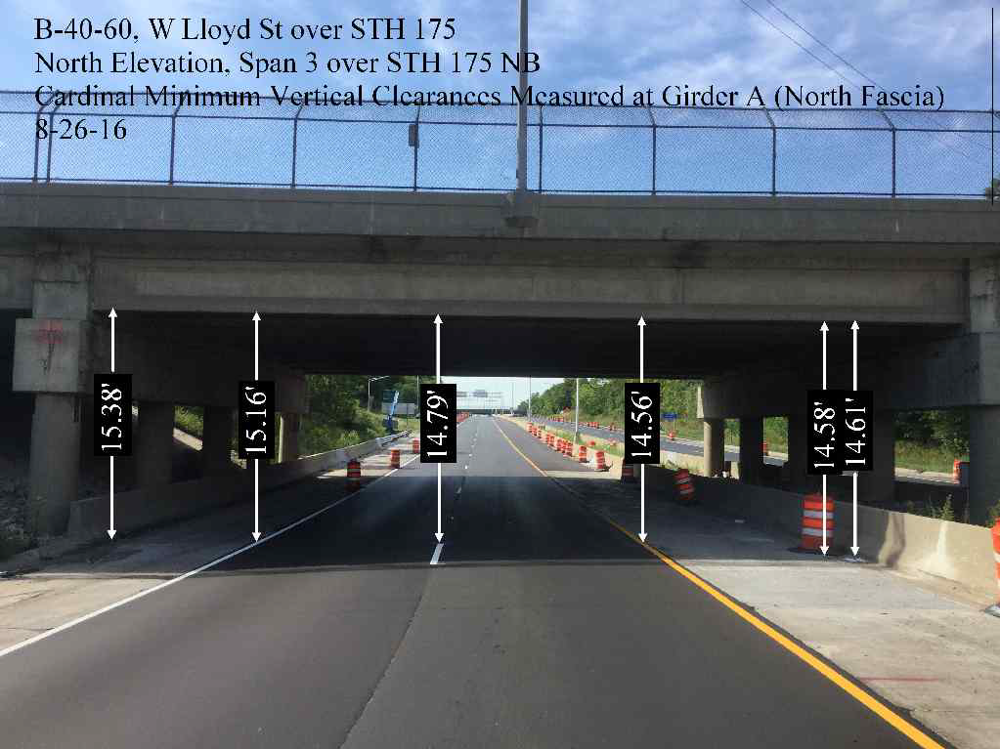 B-40-60, W Lloyd St over STH 175
North Elevation, Span 3 over STH 175 NB
Cardinal Minimum Vertical Clearances Measured at Girder A (North Fascia)
8-26-16
15.38'
15.16'
14.79'
14.56'
14.58'
14.61'